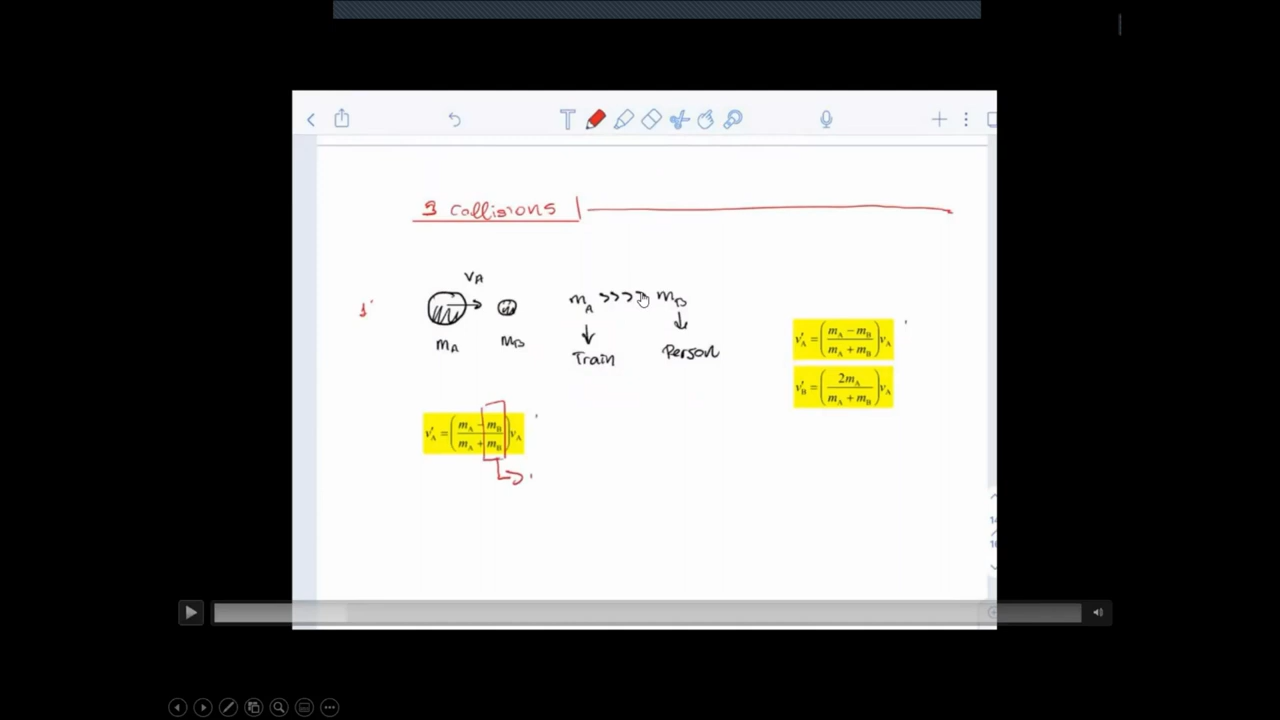 3 Collisions
1'
vA
mA >>>> mB
mA
mB
Train
Person
v′A = (mA − mB / mA + mB) vA
v′B = (2mA / mA + mB) vA
v′A = (mA − mB / mA + mB) vA